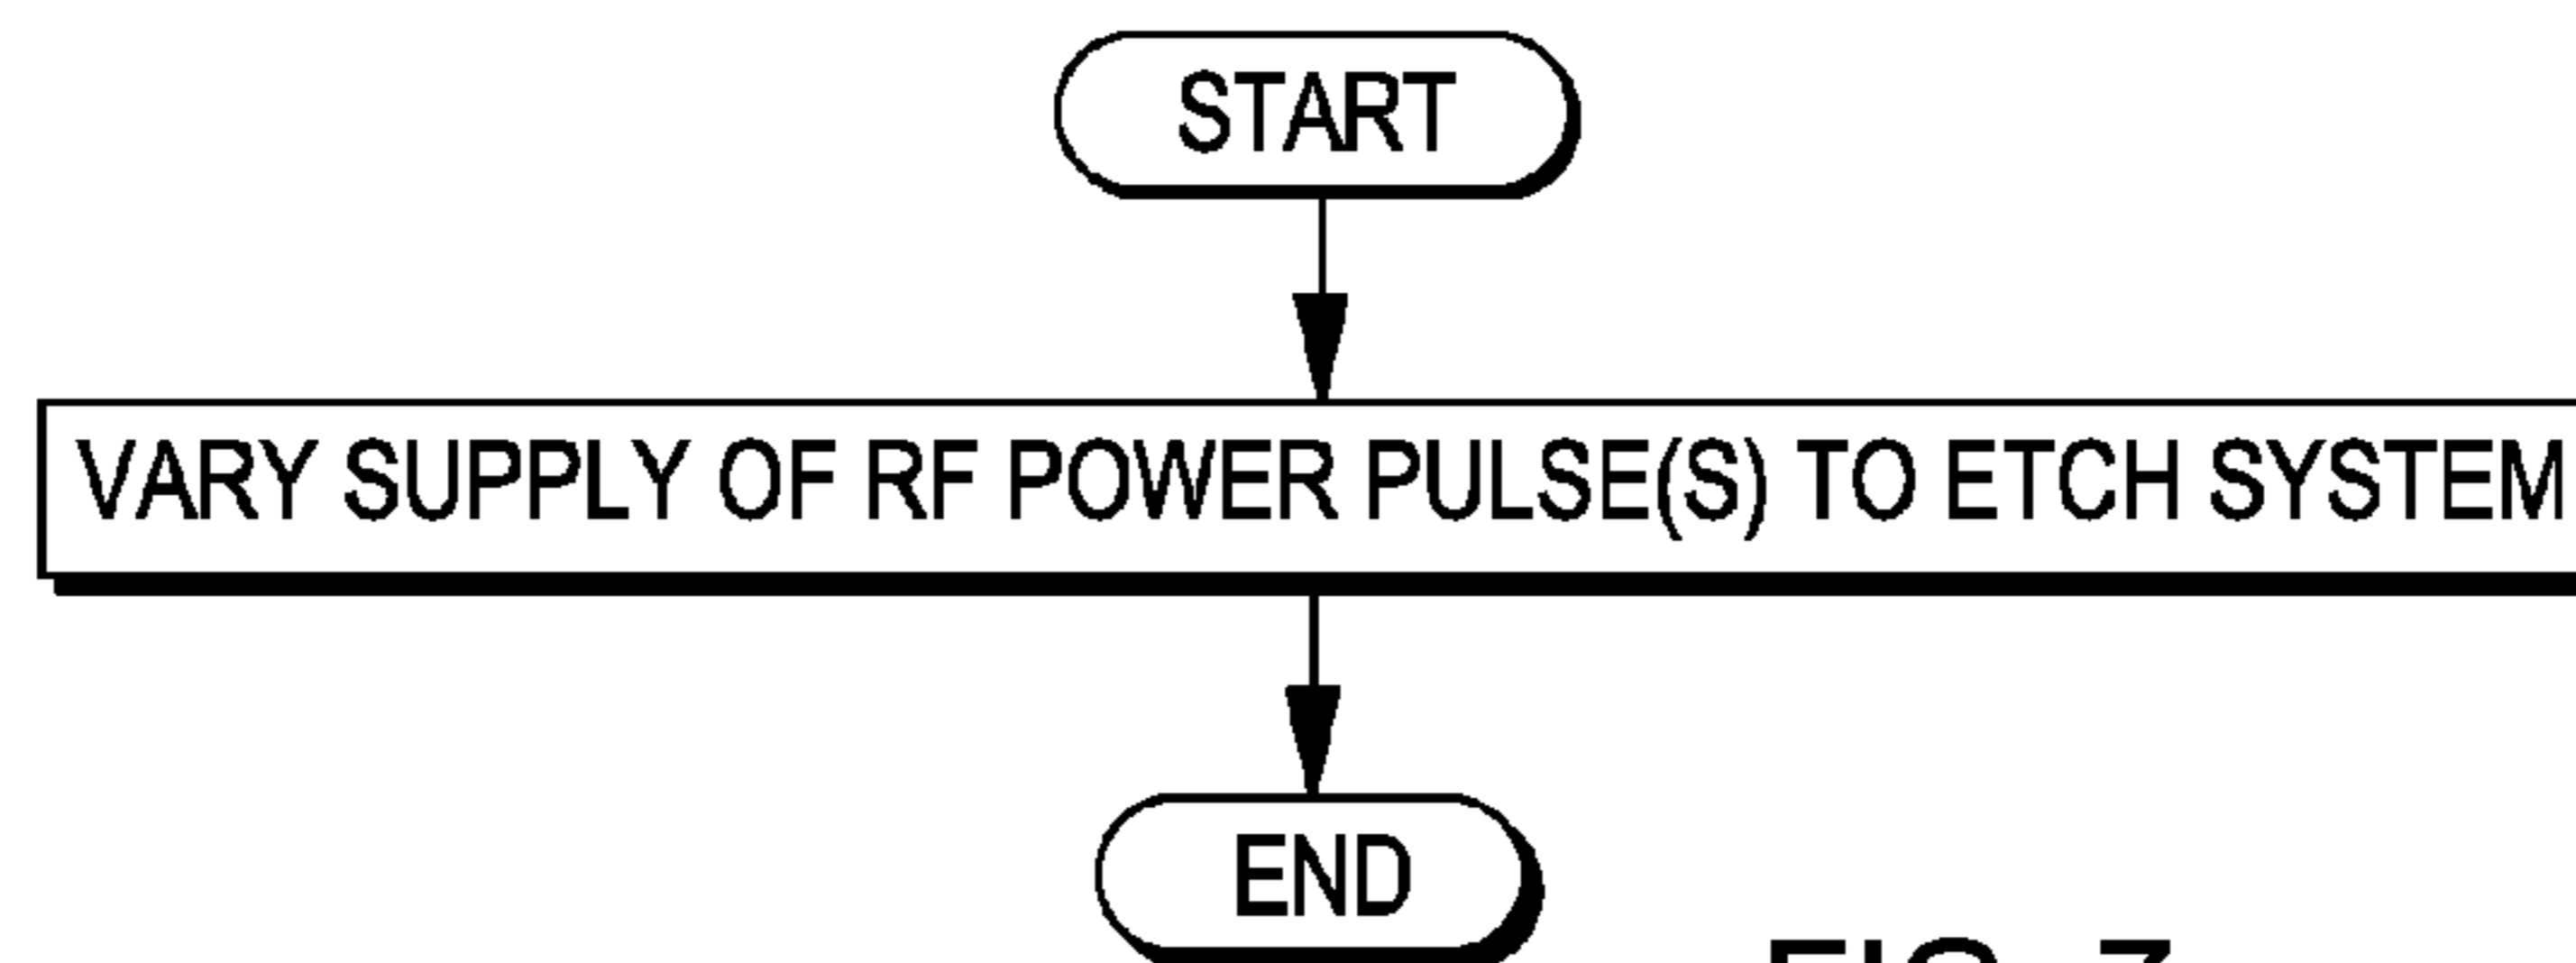 START
VARY SUPPLY OF RF POWER PULSE(S) TO ETCH SYSTEM
END